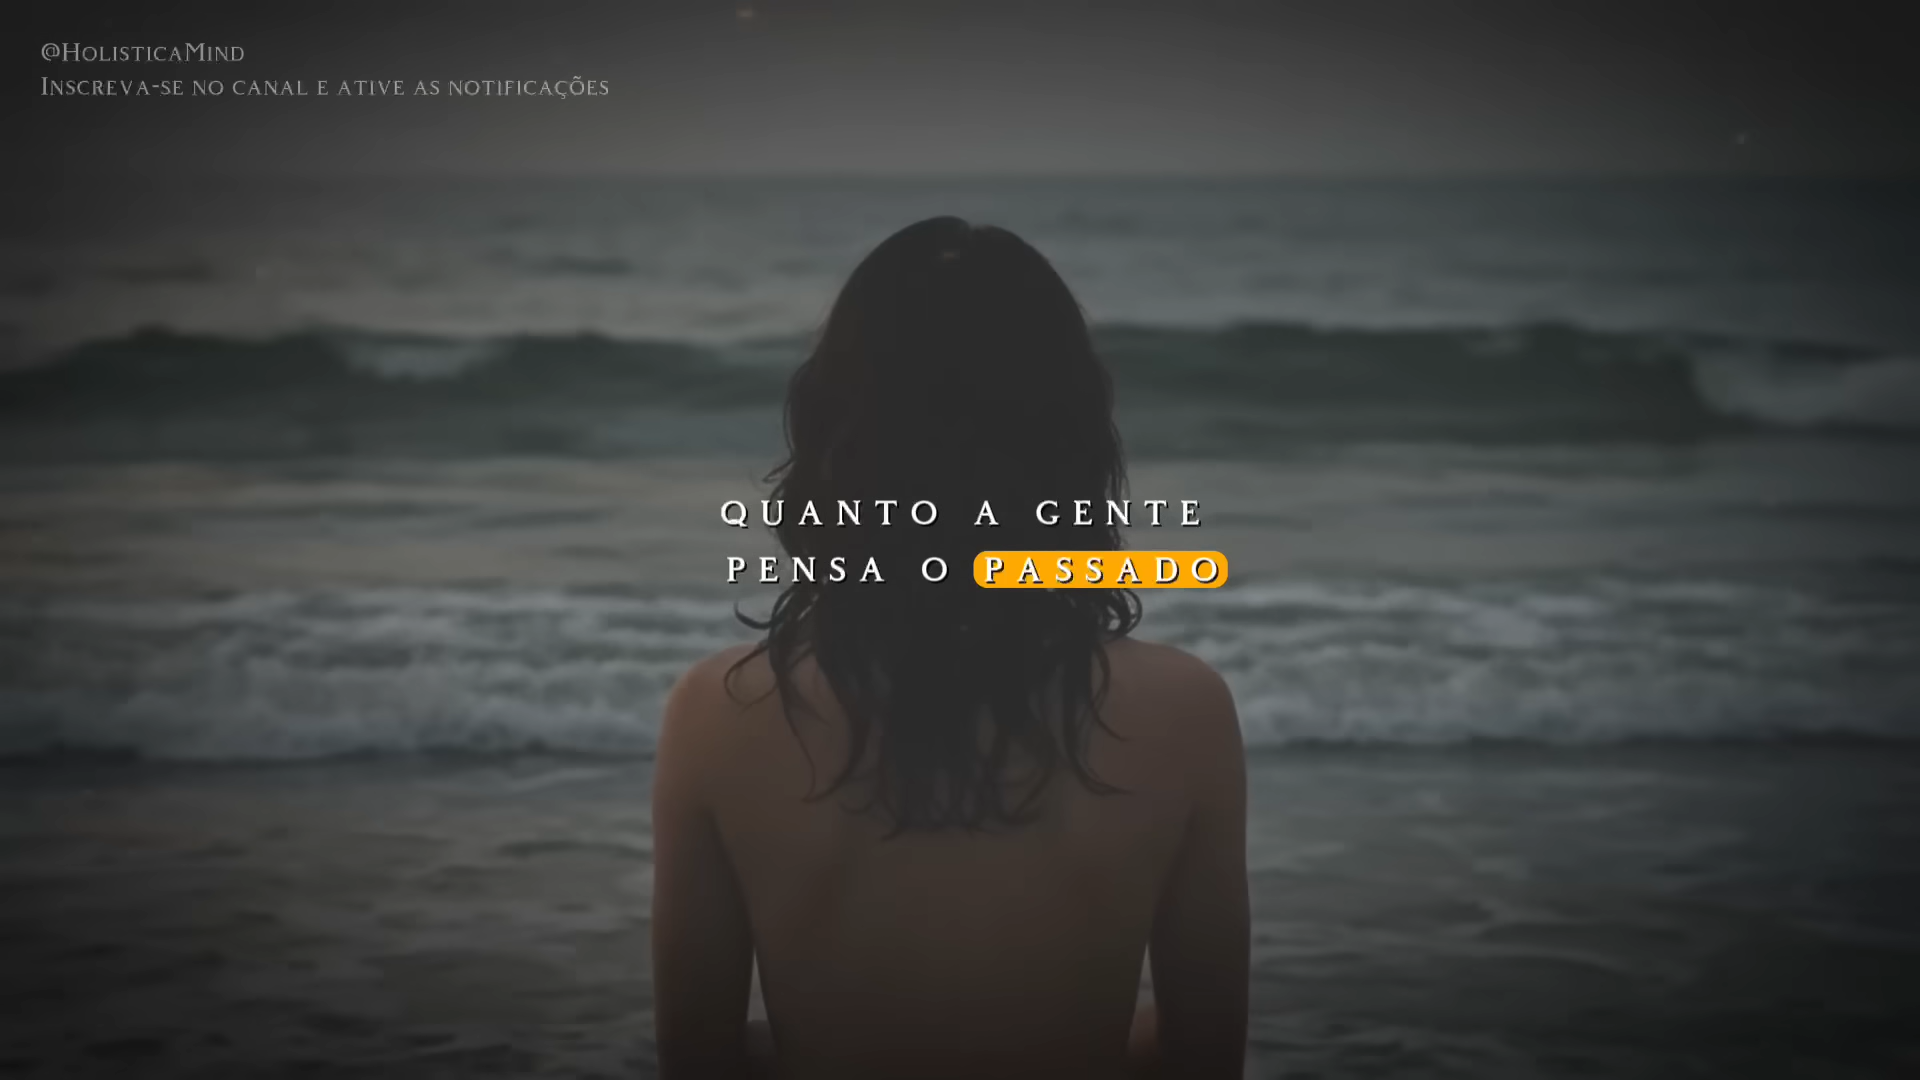 @HolisticaMind
Inscreva-se no canal e ative as notificações
QUANTO A GENTE
PENSA O PASSADO